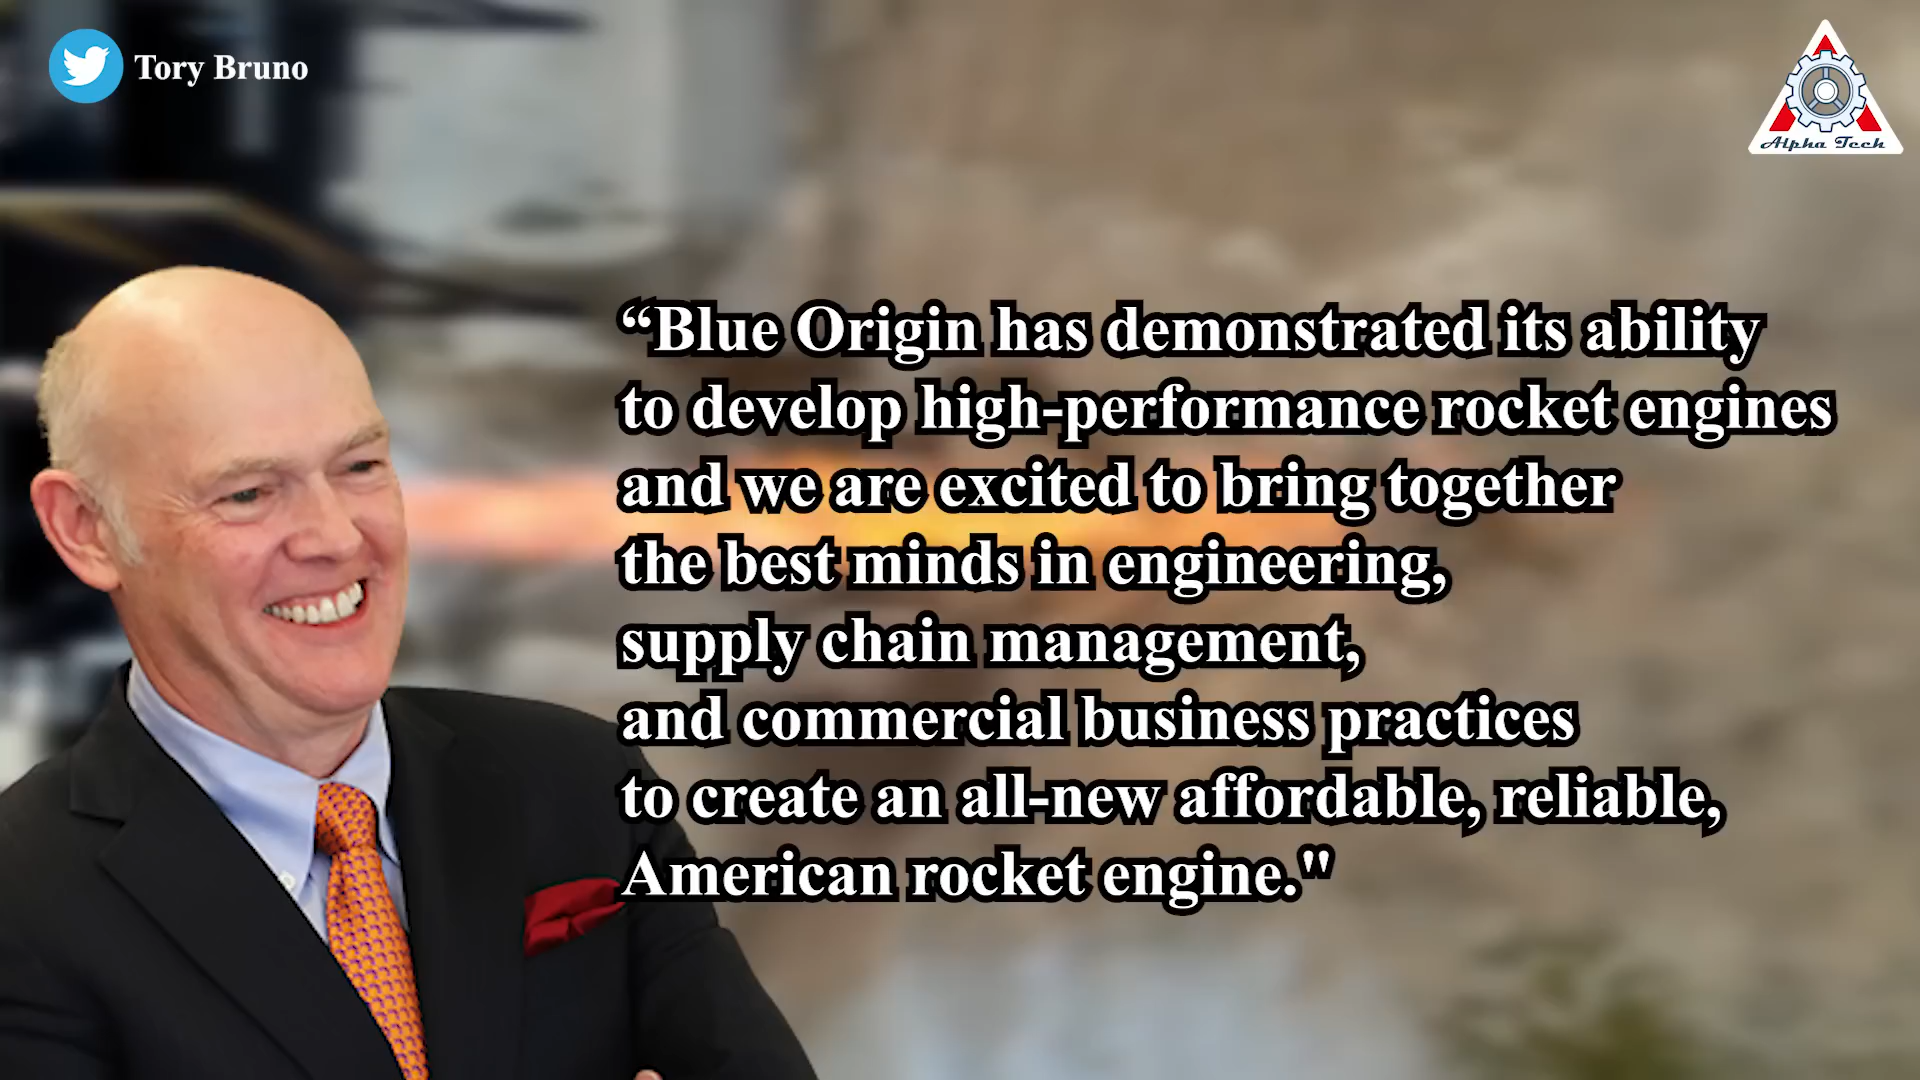 Tory Bruno
Alpha Tech
“Blue Origin has demonstrated its ability
to develop high-performance rocket engines
and we are excited to bring together
the best minds in engineering,
supply chain management,
and commercial business practices
to create an all-new affordable, reliable,
American rocket engine."